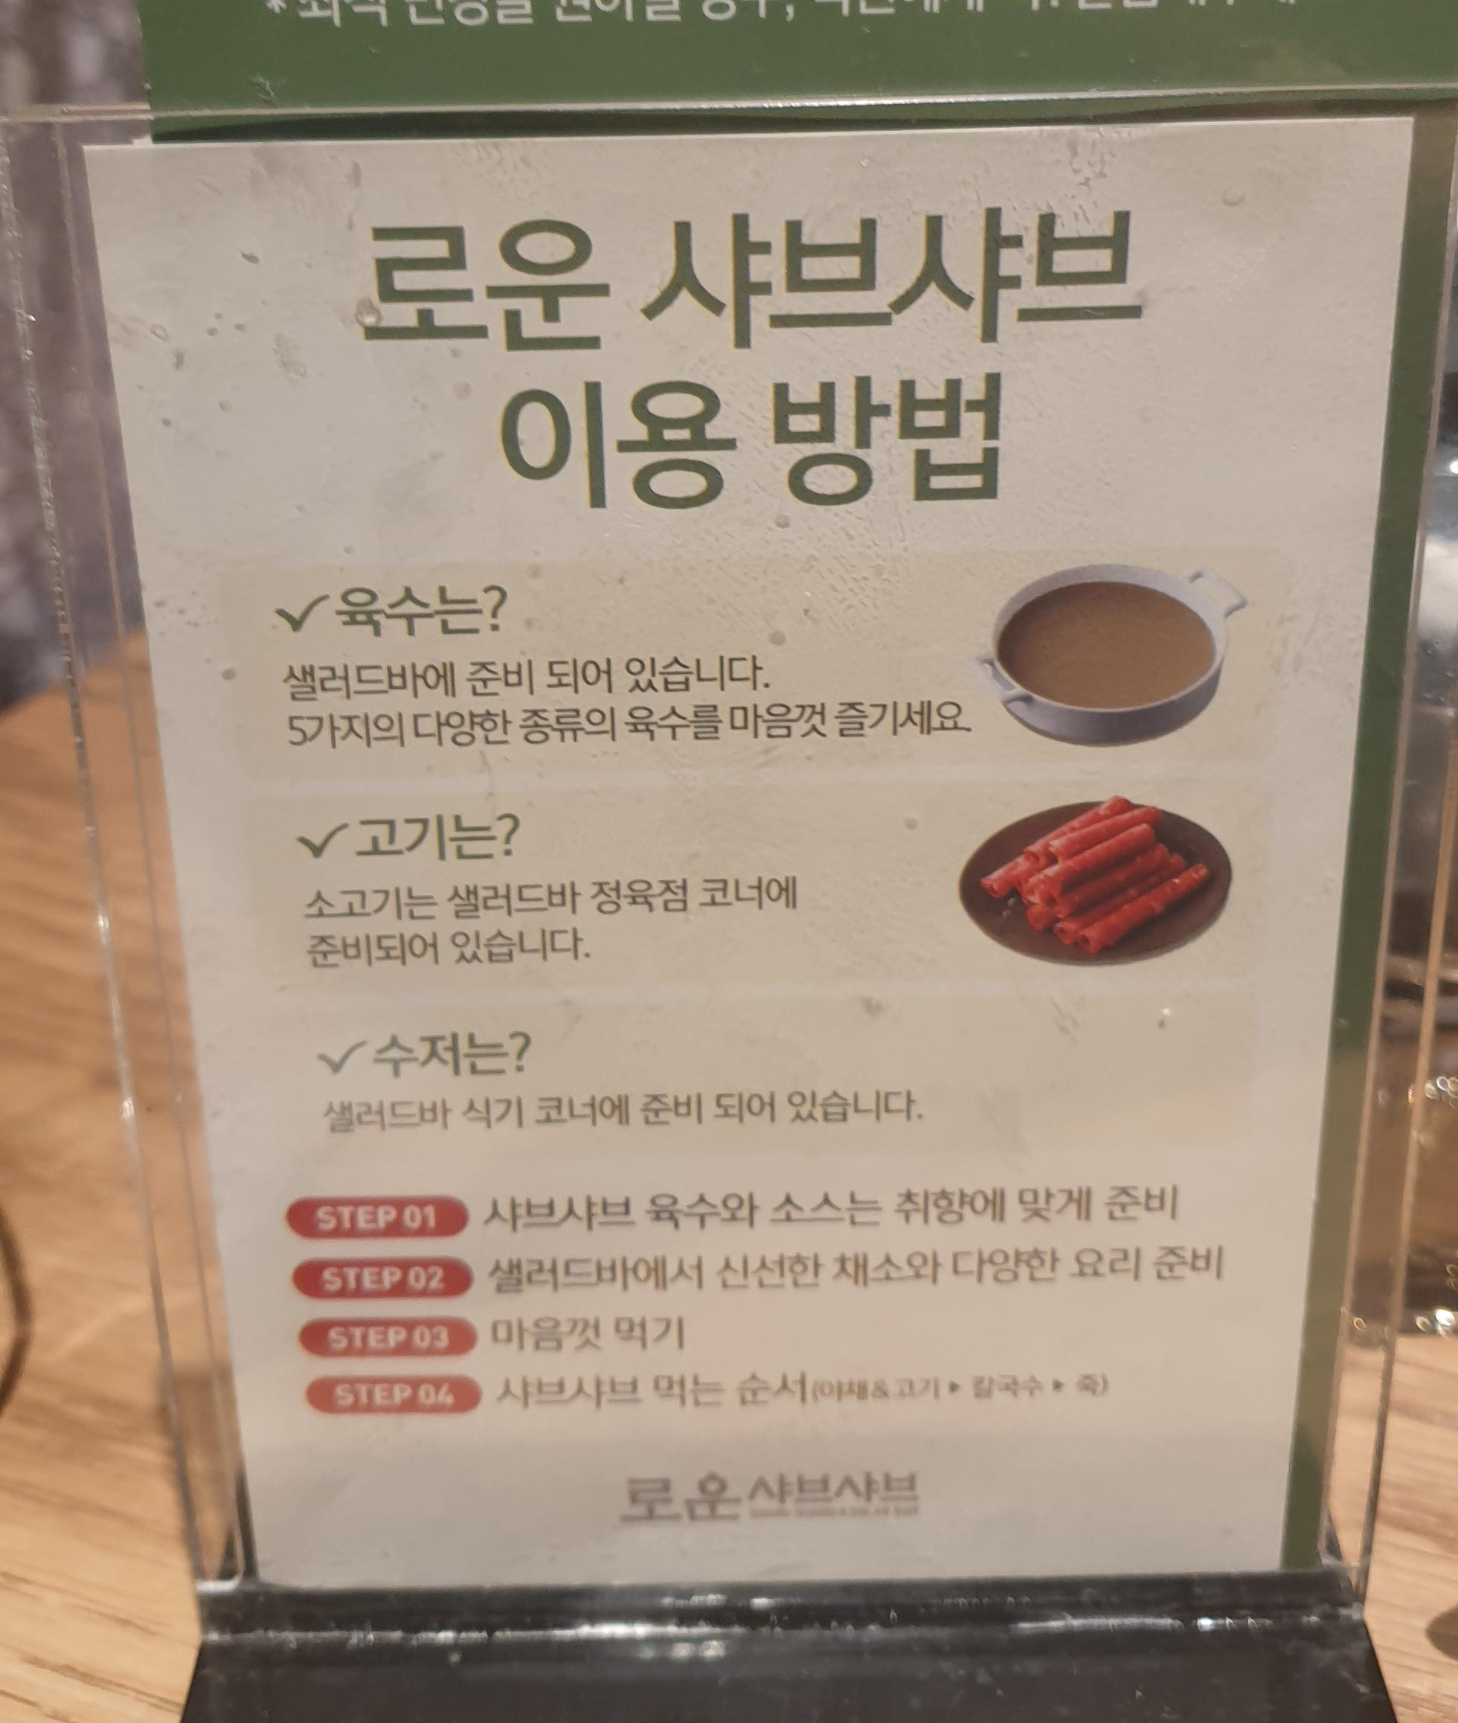 로운 샤브샤브
이용 방법
육수는?
샐러드바에 준비 되어 있습니다.
5가지의 다양한 종류의 육수를 마음껏 즐기세요.
고기는?
소고기는 샐러드바 정육점 코너에
준비되어 있습니다.
수저는?
샐러드바 식기 코너에 준비 되어 있습니다.
STEP 01 샤브샤브 육수와 소스는 취향에 맞게 준비
STEP 02 샐러드바에서 신선한 채소와 다양한 요리 준비
STEP 03 마음껏 먹기
STEP 04 샤브샤브 먹는 순서(야채&고기 ▸ 칼국수 ▸ 죽)
로운 샤브샤브